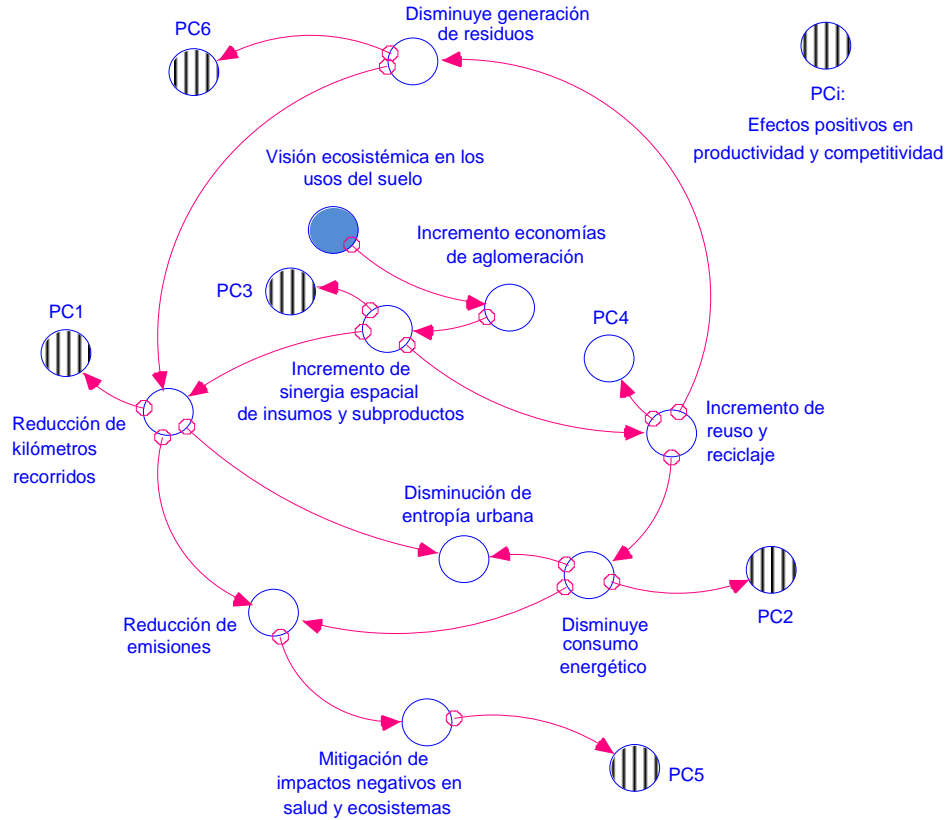 Disminuye generación
de residuos
PC6
PCi:
Efectos positivos en
productividad y competitividad
Visión ecosistémica en los
usos del suelo
Incremento economías
de aglomeración
PC3
PC1
PC4
Incremento de
sinergia espacial
de insumos y subproductos
Incremento de
reuso y
reciclaje
Reducción de
kilómetros
recorridos
Disminución de
entropía urbana
Reducción de
emisiones
Disminuye
consumo
energético
PC2
Mitigación de
impactos negativos en
salud y ecosistemas
PC5